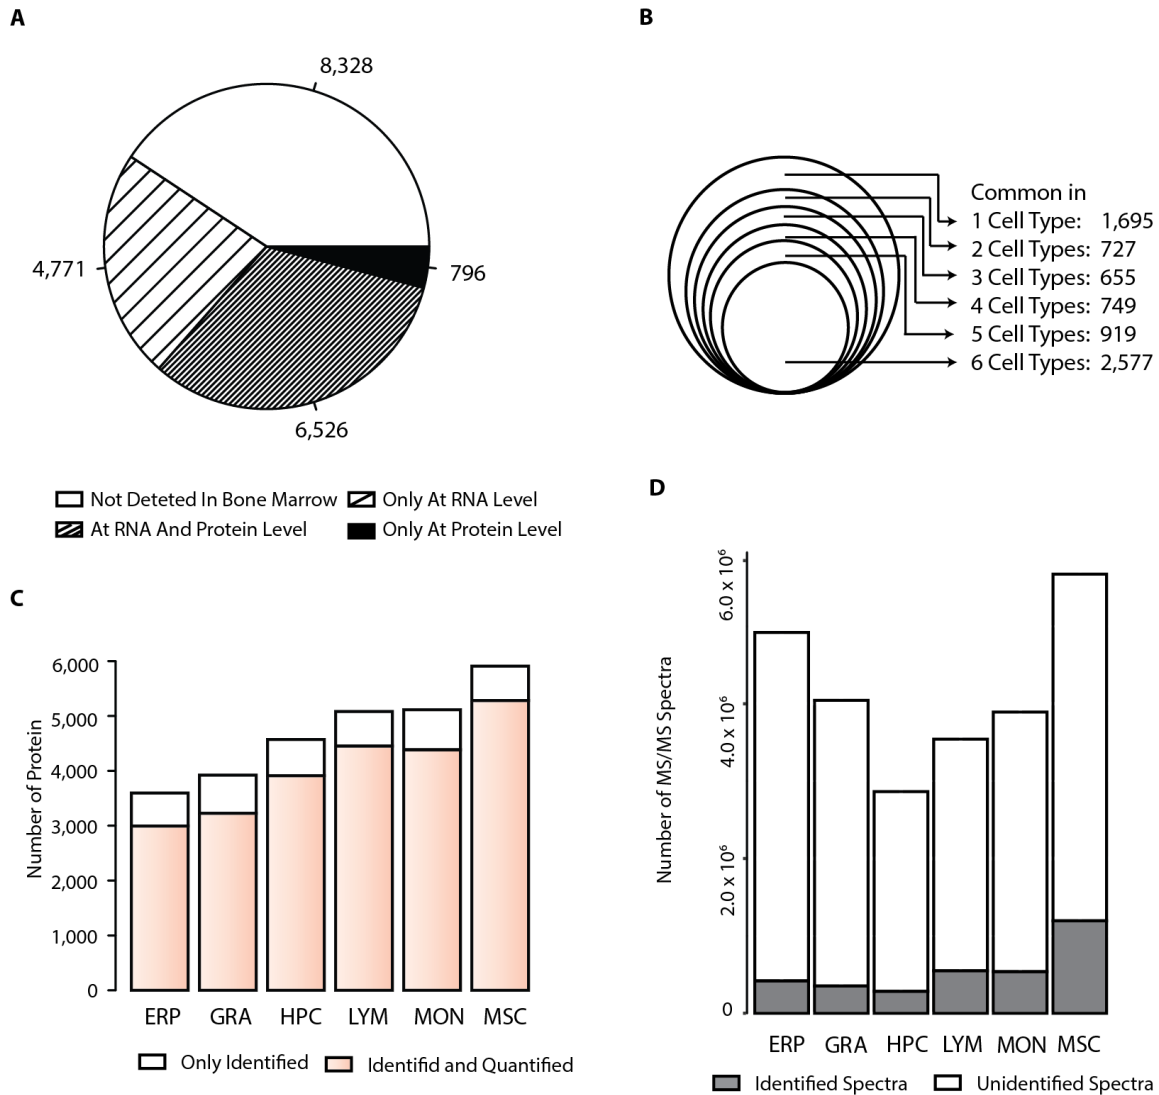 A
8,328
4,771
796
6,526
Not Deteted In Bone Marrow
Only At RNA Level
At RNA And Protein Level
Only At Protein Level
B
Common in
1 Cell Type: 1,695
2 Cell Types: 727
3 Cell Types: 655
4 Cell Types: 749
5 Cell Types: 919
6 Cell Types: 2,577
C
Number of Protein
6,000
5,000
4,000
3,000
2,000
1,000
0
ERP GRA HPC LYM MON MSC
Only Identified
Identifid and Quantified
D
Number of MS/MS Spectra
6.0 x 10⁶
4.0 x 10⁶
2.0 x 10⁶
0
ERP GRA HPC LYM MON MSC
Identified Spectra
Unidentified Spectra